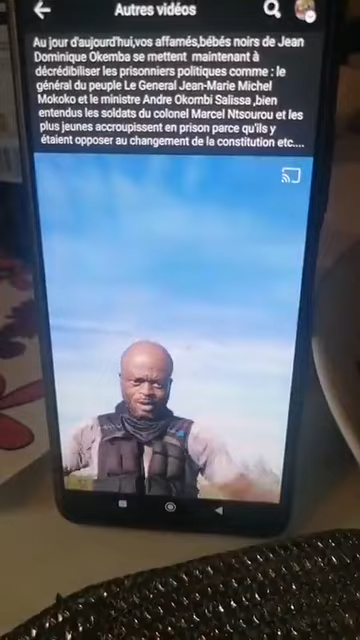 Autres vidéos
Au jour d'aujourd'hui,vos affamés,bébés noirs de Jean
Dominique Okemba se mettent maintenant à
décrédibiliser les prisonniers politiques comme : le
général du peuple Le General Jean-Marie Michel
Mokoko et le ministre Andre Okombi Salissa ,bien
entendus les soldats du colonel Marcel Ntsourou et les
plus jeunes accroupissent en prison parce qu'ils y
étaient opposer au changement de la constitution etc....